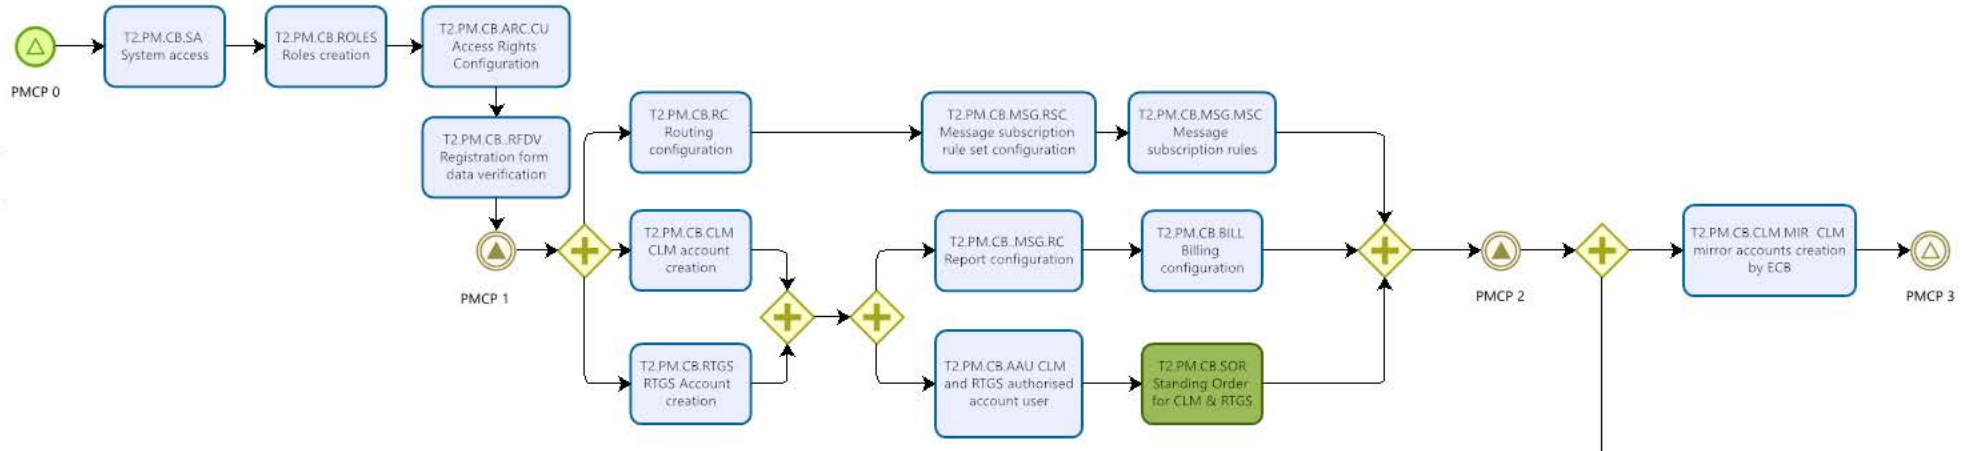 PMCP 0
T2.PM.CB.SA
System access
T2.PM.CB.ROLES
Roles creation
T2.PM.CB.ARC.CU
Access Rights
Configuration
T2.PM.CB..RFDV
Registration form
data verification
PMCP 1
T2.PM.CB.RC
Routing
configuration
T2.PM.CB.MSG.RSC
Message subscription
rule set configuration
T2.PM.CB.MSG.MSC
Message
subscription rules
T2.PM.CB.CLM
CLM account
creation
T2.PM.CB..MSG.RC
Report configuration
T2.PM.CB.BILL
Billing
configuration
T2.PM.CB.RTGS
RTGS Account
creation
T2.PM.CB.AAU CLM
and RTGS authorised
account user
T2.PM.CB.SOR
Standing Order
for CLM & RTGS
PMCP 2
T2.PM.CB.CLM.MIR CLM
mirror accounts creation
by ECB
PMCP 3